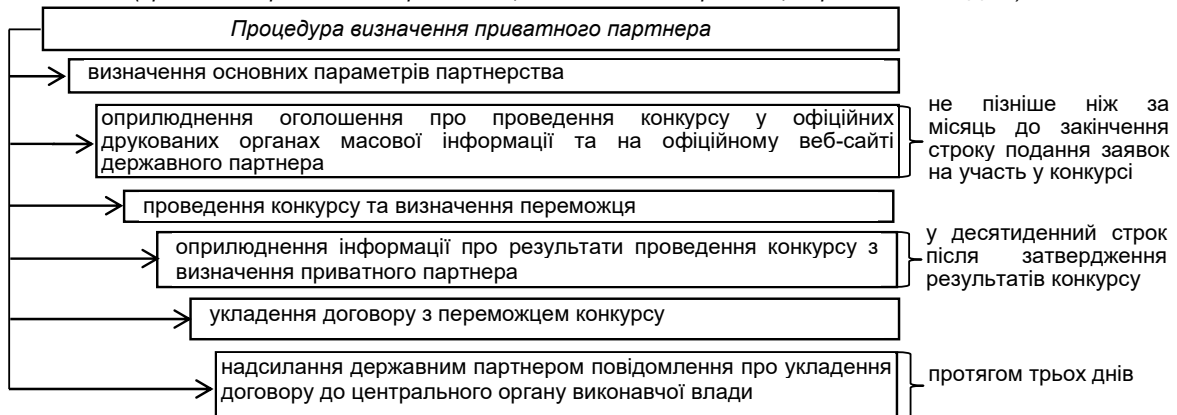 Процедура визначення приватного партнера
визначення основних параметрів партнерства
оприлюднення оголошення про проведення конкурсу у офіційних
друкованих органах масової інформації та на офіційному веб-сайті
державного партнера
не пізніше ніж за
місяць до закінчення
строку подання заявок
на участь у конкурсі
проведення конкурсу та визначення переможця
оприлюднення інформації про результати проведення конкурсу з
визначення приватного партнера
у десятиденний строк
після затвердження
результатів конкурсу
укладення договору з переможцем конкурсу
надсилання державним партнером повідомлення про укладення
договору до центрального органу виконавчої влади
протягом трьох днів